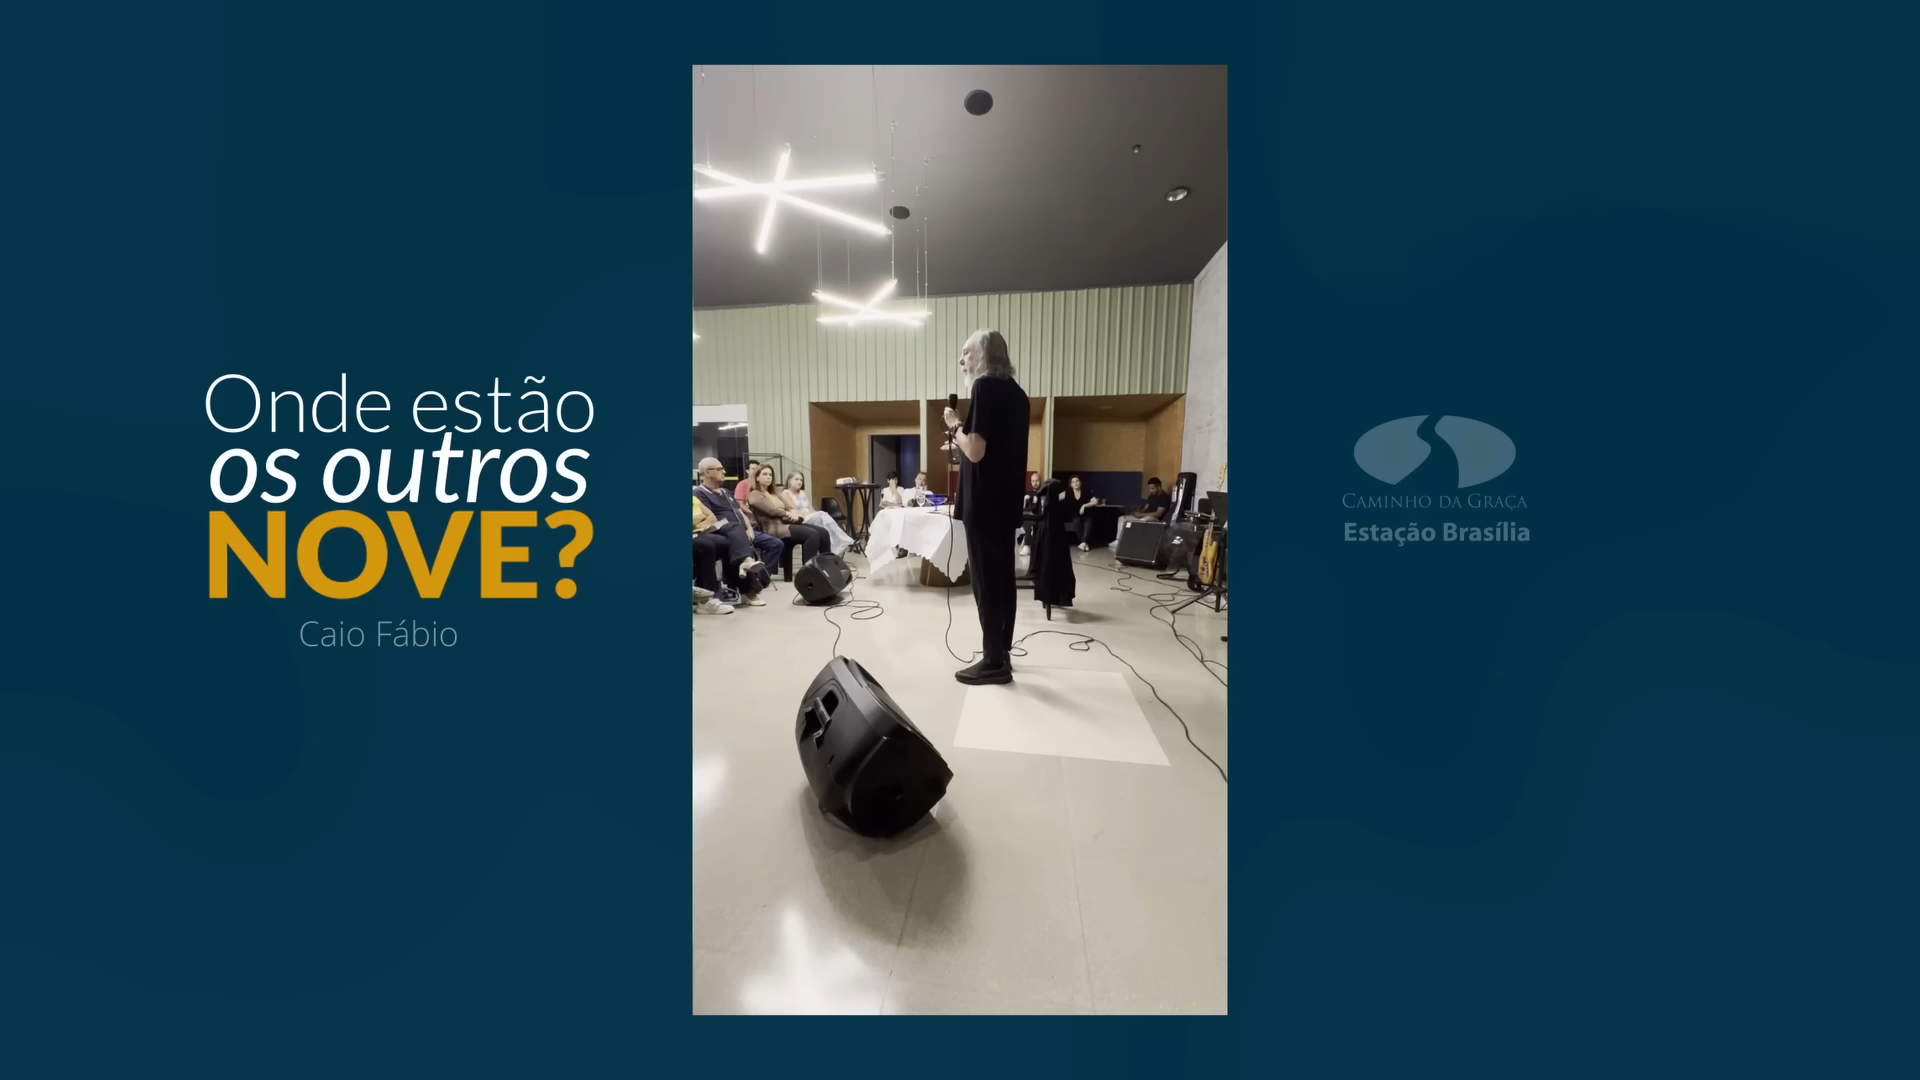 Onde estão
os outros
NOVE?
Caio Fábio
CAMINHO DA GRAÇA
Estação Brasília